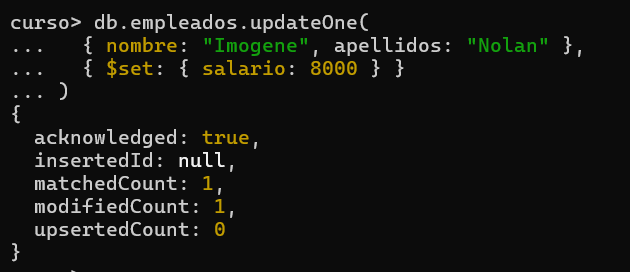 curso> db.empleados.updateOne(
...   { nombre: "Imogene", apellidos: "Nolan" },
...   { $set: { salario: 8000 } }
... )
{
  acknowledged: true,
  insertedId: null,
  matchedCount: 1,
  modifiedCount: 1,
  upsertedCount: 0
}